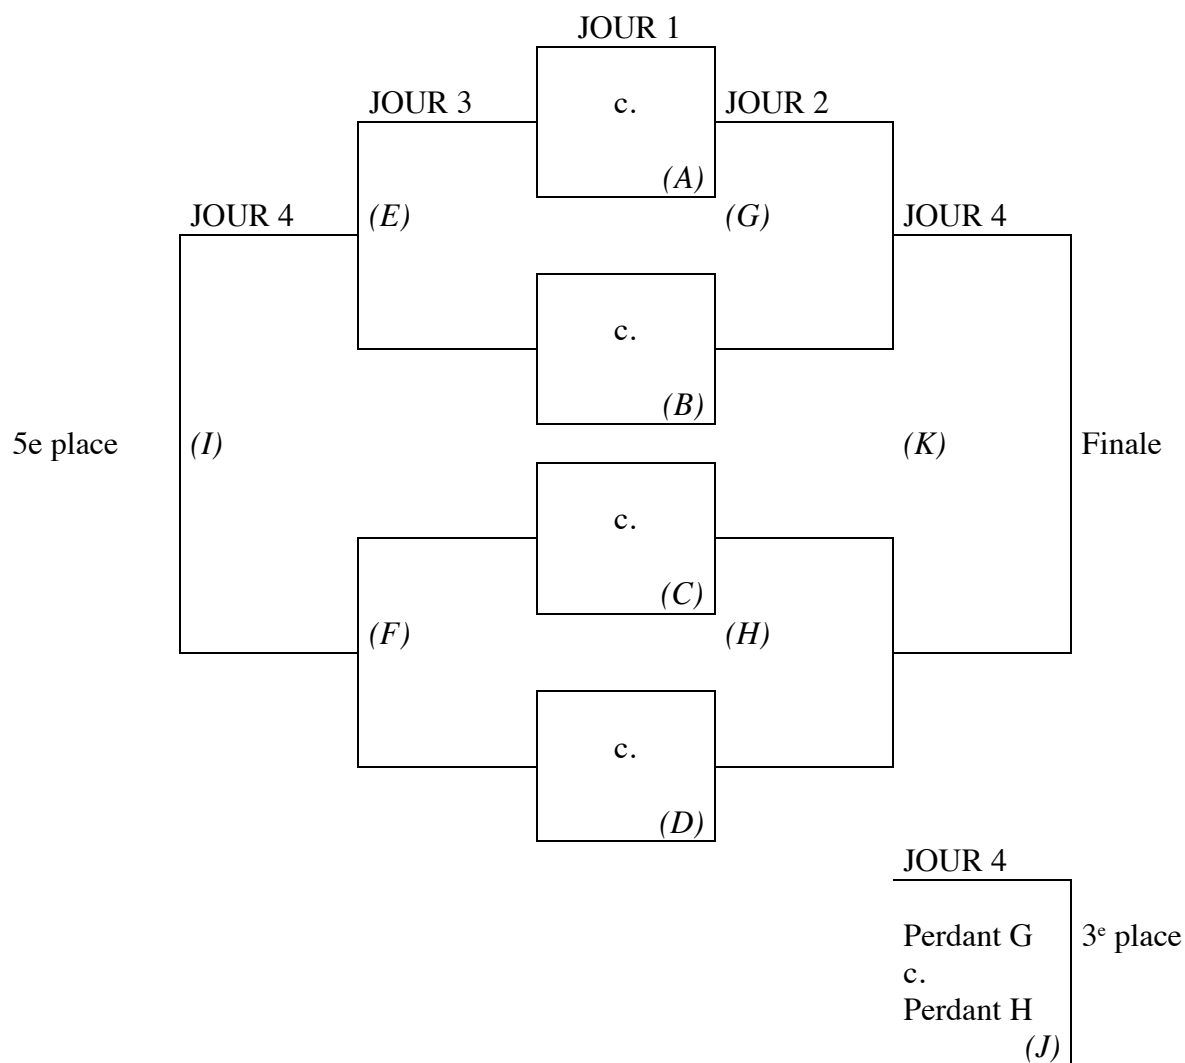 JOUR 1
JOUR 3
c.
JOUR 2
(A)
JOUR 4
(E)
(G)
JOUR 4
c.
(B)
5e place
(I)
(K)
Finale
c.
(C)
(F)
(H)
c.
(D)
JOUR 4
Perdant G
3e place
c.
Perdant H
(J)